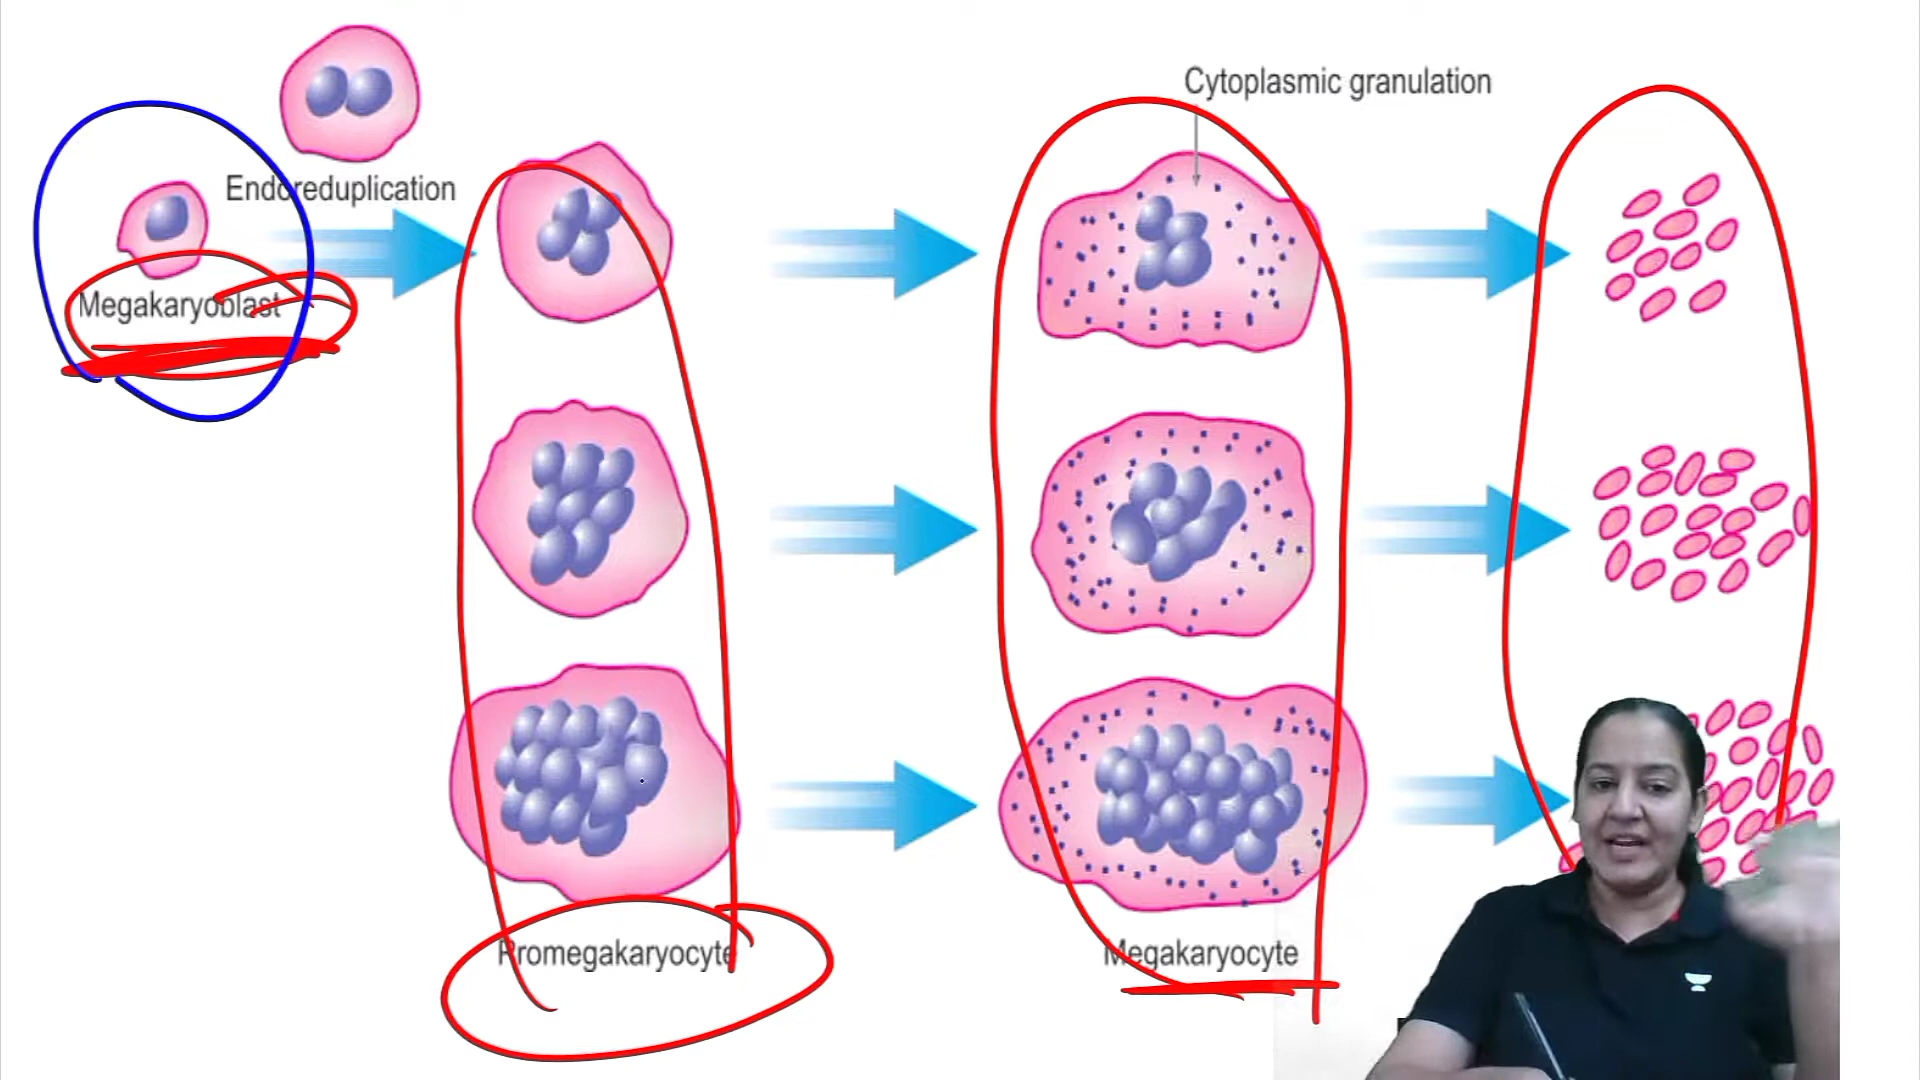 Cytoplasmic granulation
Endoreduplication
Megakaryoblast
Promegakaryocyte
Megakaryocyte